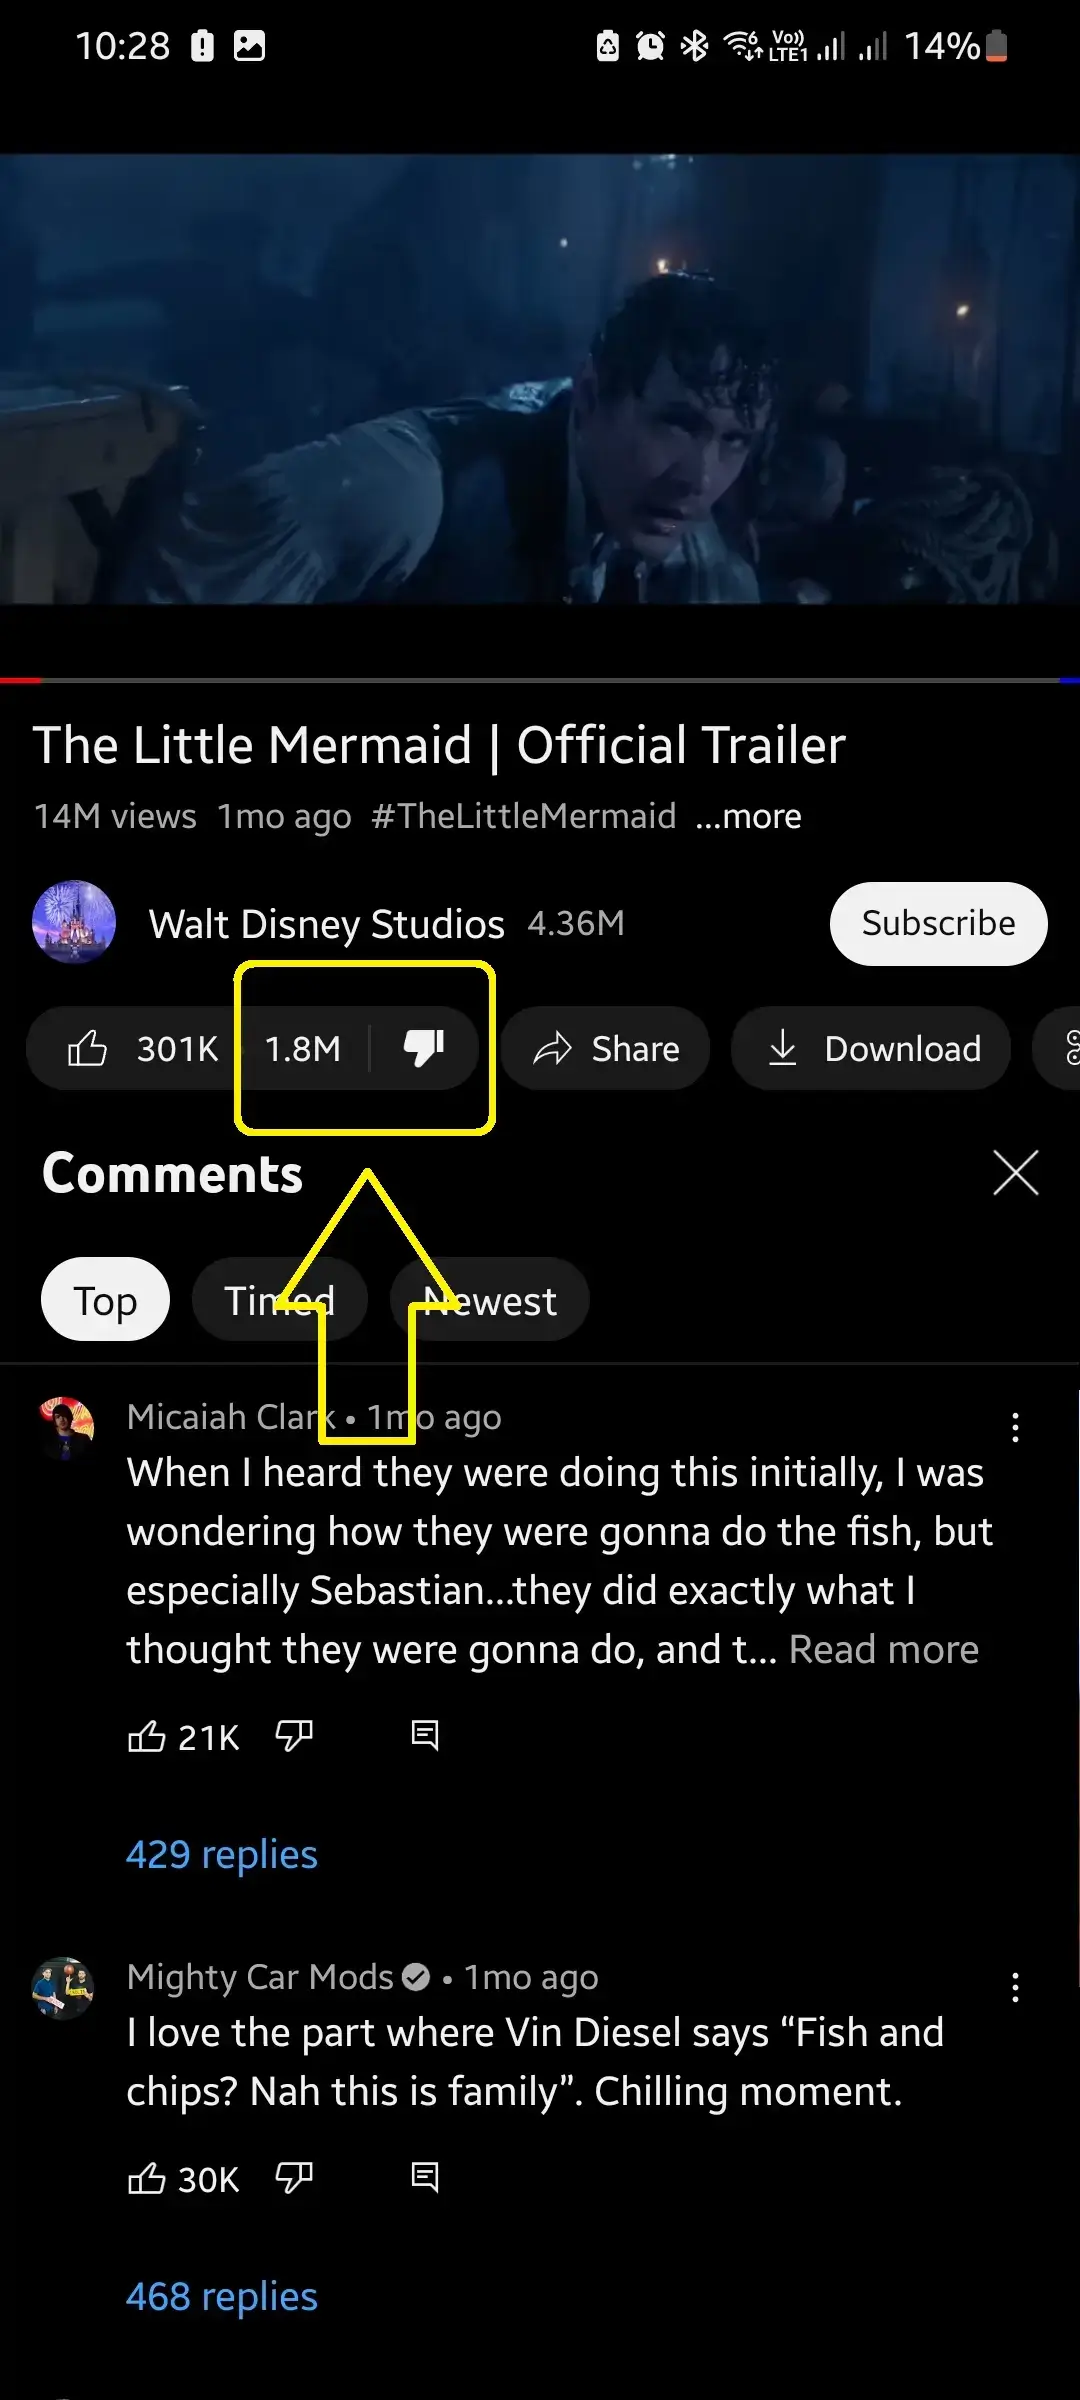 10:28 Vo)) LTE1 14%
The Little Mermaid | Official Trailer
14M views 1mo ago #TheLittleMermaid ...more
Walt Disney Studios 4.36M Subscribe
301K 1.8M Share Download
Comments
Top Timed Newest
Micaiah Clark • 1mo ago
When I heard they were doing this initially, I was
wondering how they were gonna do the fish, but
especially Sebastian...they did exactly what I
thought they were gonna do, and t... Read more
21K
429 replies
Mighty Car Mods • 1mo ago
I love the part where Vin Diesel says “Fish and
chips? Nah this is family”. Chilling moment.
30K
468 replies